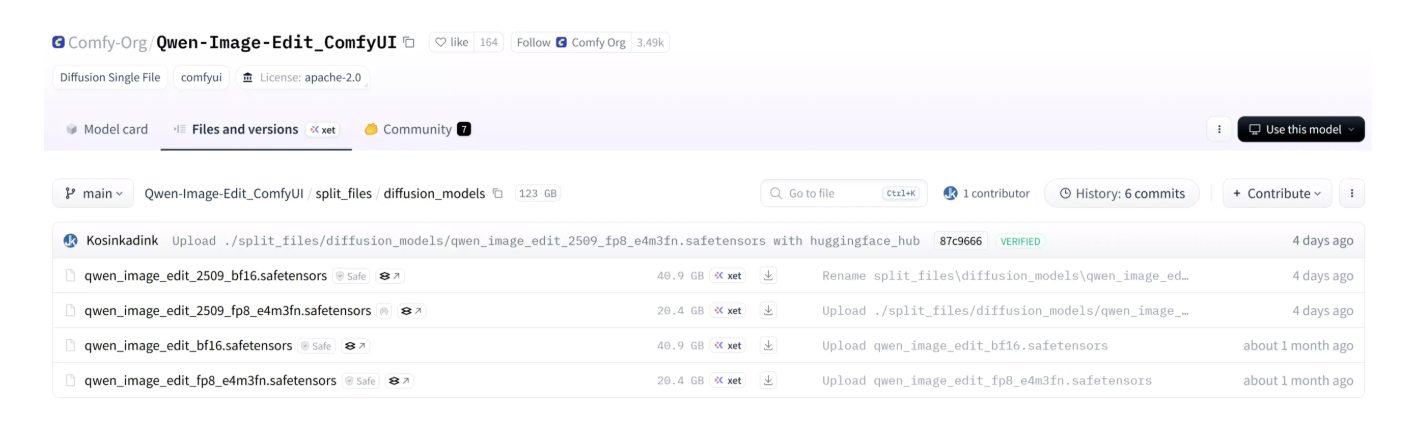 Comfy-Org/Qwen-Image-Edit_ComfyUI like 164 Follow Comfy Org 3.49k
Diffusion Single File comfyui License: apache-2.0
Model card Files and versions xet Community 7 Use this model
main Qwen-Image-Edit_ComfyUI / split_files / diffusion_models 123 GB Go to file Ctrl+K 1 contributor History: 6 commits + Contribute
Kosinkadink Upload ./split_files/diffusion_models/qwen_image_edit_2509_fp8_e4m3fn.safetensors with huggingface_hub 87c9666 VERIFIED 4 days ago
qwen_image_edit_2509_bf16.safetensors Safe 40.9 GB xet Rename split_files\diffusion_models\qwen_image_ed… 4 days ago
qwen_image_edit_2509_fp8_e4m3fn.safetensors 20.4 GB xet Upload ./split_files/diffusion_models/qwen_image_… 4 days ago
qwen_image_edit_bf16.safetensors Safe 40.9 GB xet Upload qwen_image_edit_bf16.safetensors about 1 month ago
qwen_image_edit_fp8_e4m3fn.safetensors Safe 20.4 GB xet Upload qwen_image_edit_fp8_e4m3fn.safetensors about 1 month ago